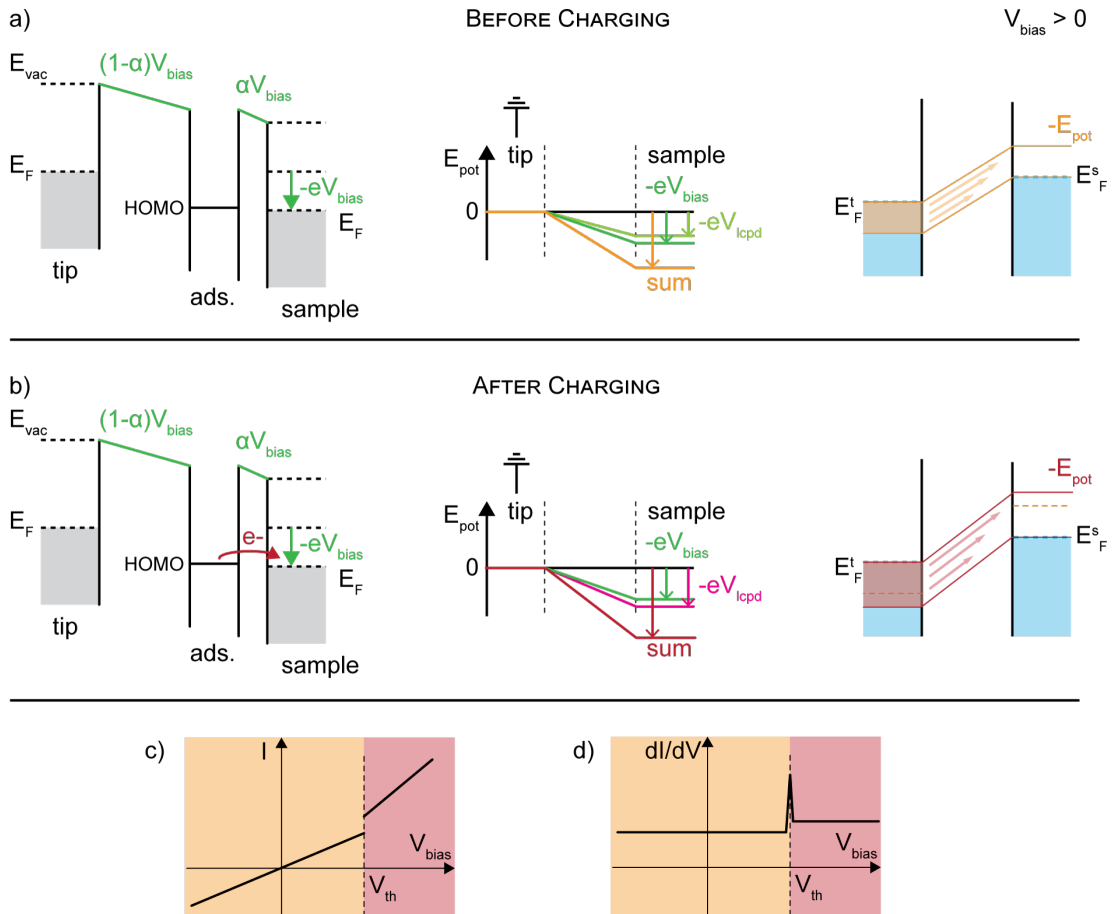 a)
BEFORE CHARGING
V_bias > 0
E_vac
(1-α)V_bias
αV_bias
E_F
-eV_bias
HOMO
E_F
tip
ads.
sample
tip
sample
E_pot
-eV_bias
0
-eV_lcpd
sum
-E_pot
E^t_F
E^s_F
b)
AFTER CHARGING
E_vac
(1-α)V_bias
αV_bias
E_F
e-
-eV_bias
HOMO
E_F
tip
ads.
sample
tip
sample
E_pot
-eV_bias
0
-eV_lcpd
sum
-E_pot
E^t_F
E^s_F
c)
I
V_bias
V_th
d)
dI/dV
V_bias
V_th